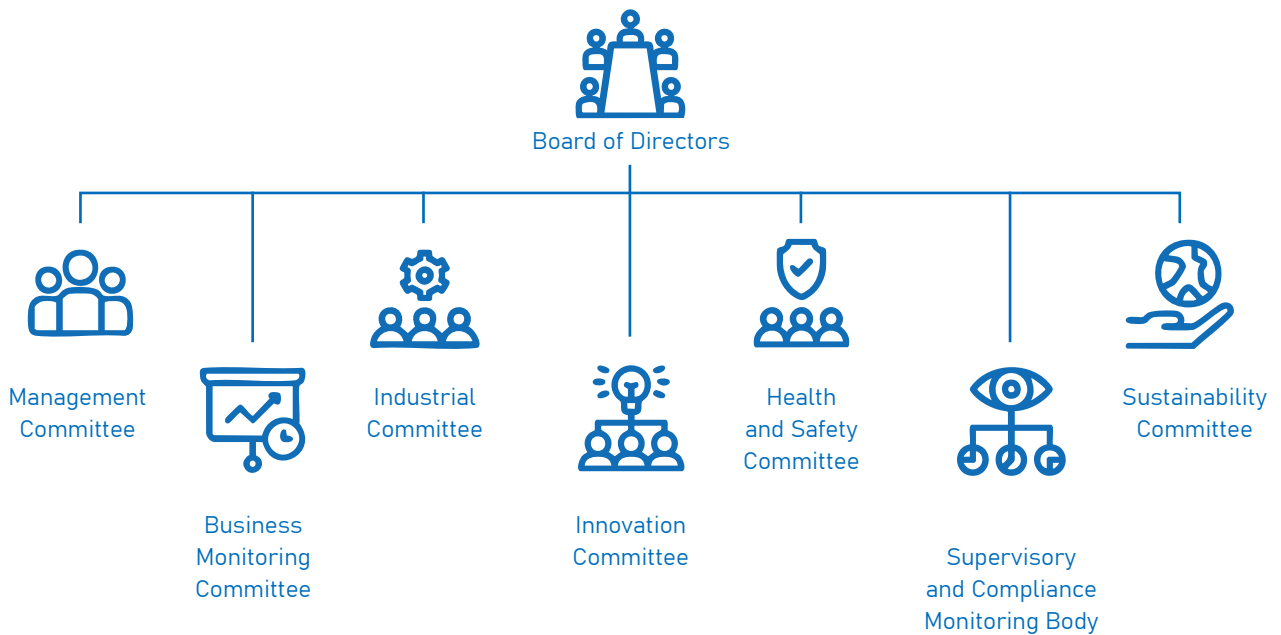 Board of Directors
Management
Committee
Business
Monitoring
Committee
Industrial
Committee
Innovation
Committee
Health
and Safety
Committee
Supervisory
and Compliance
Monitoring Body
Sustainability
Committee